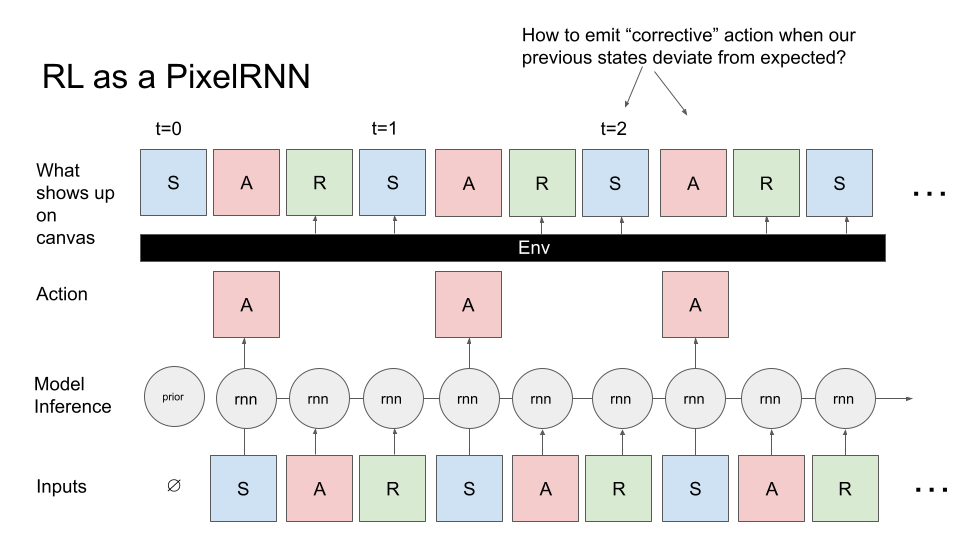 How to emit “corrective” action when our
previous states deviate from expected?
RL as a PixelRNN
t=0 t=1 t=2
What
shows up
on
canvas
S A R S A R S A R S ...
Env
Action
A A A
Model
Inference
prior rnn rnn rnn rnn rnn rnn rnn rnn rnn
Inputs
∅ S A R S A R S A R ...